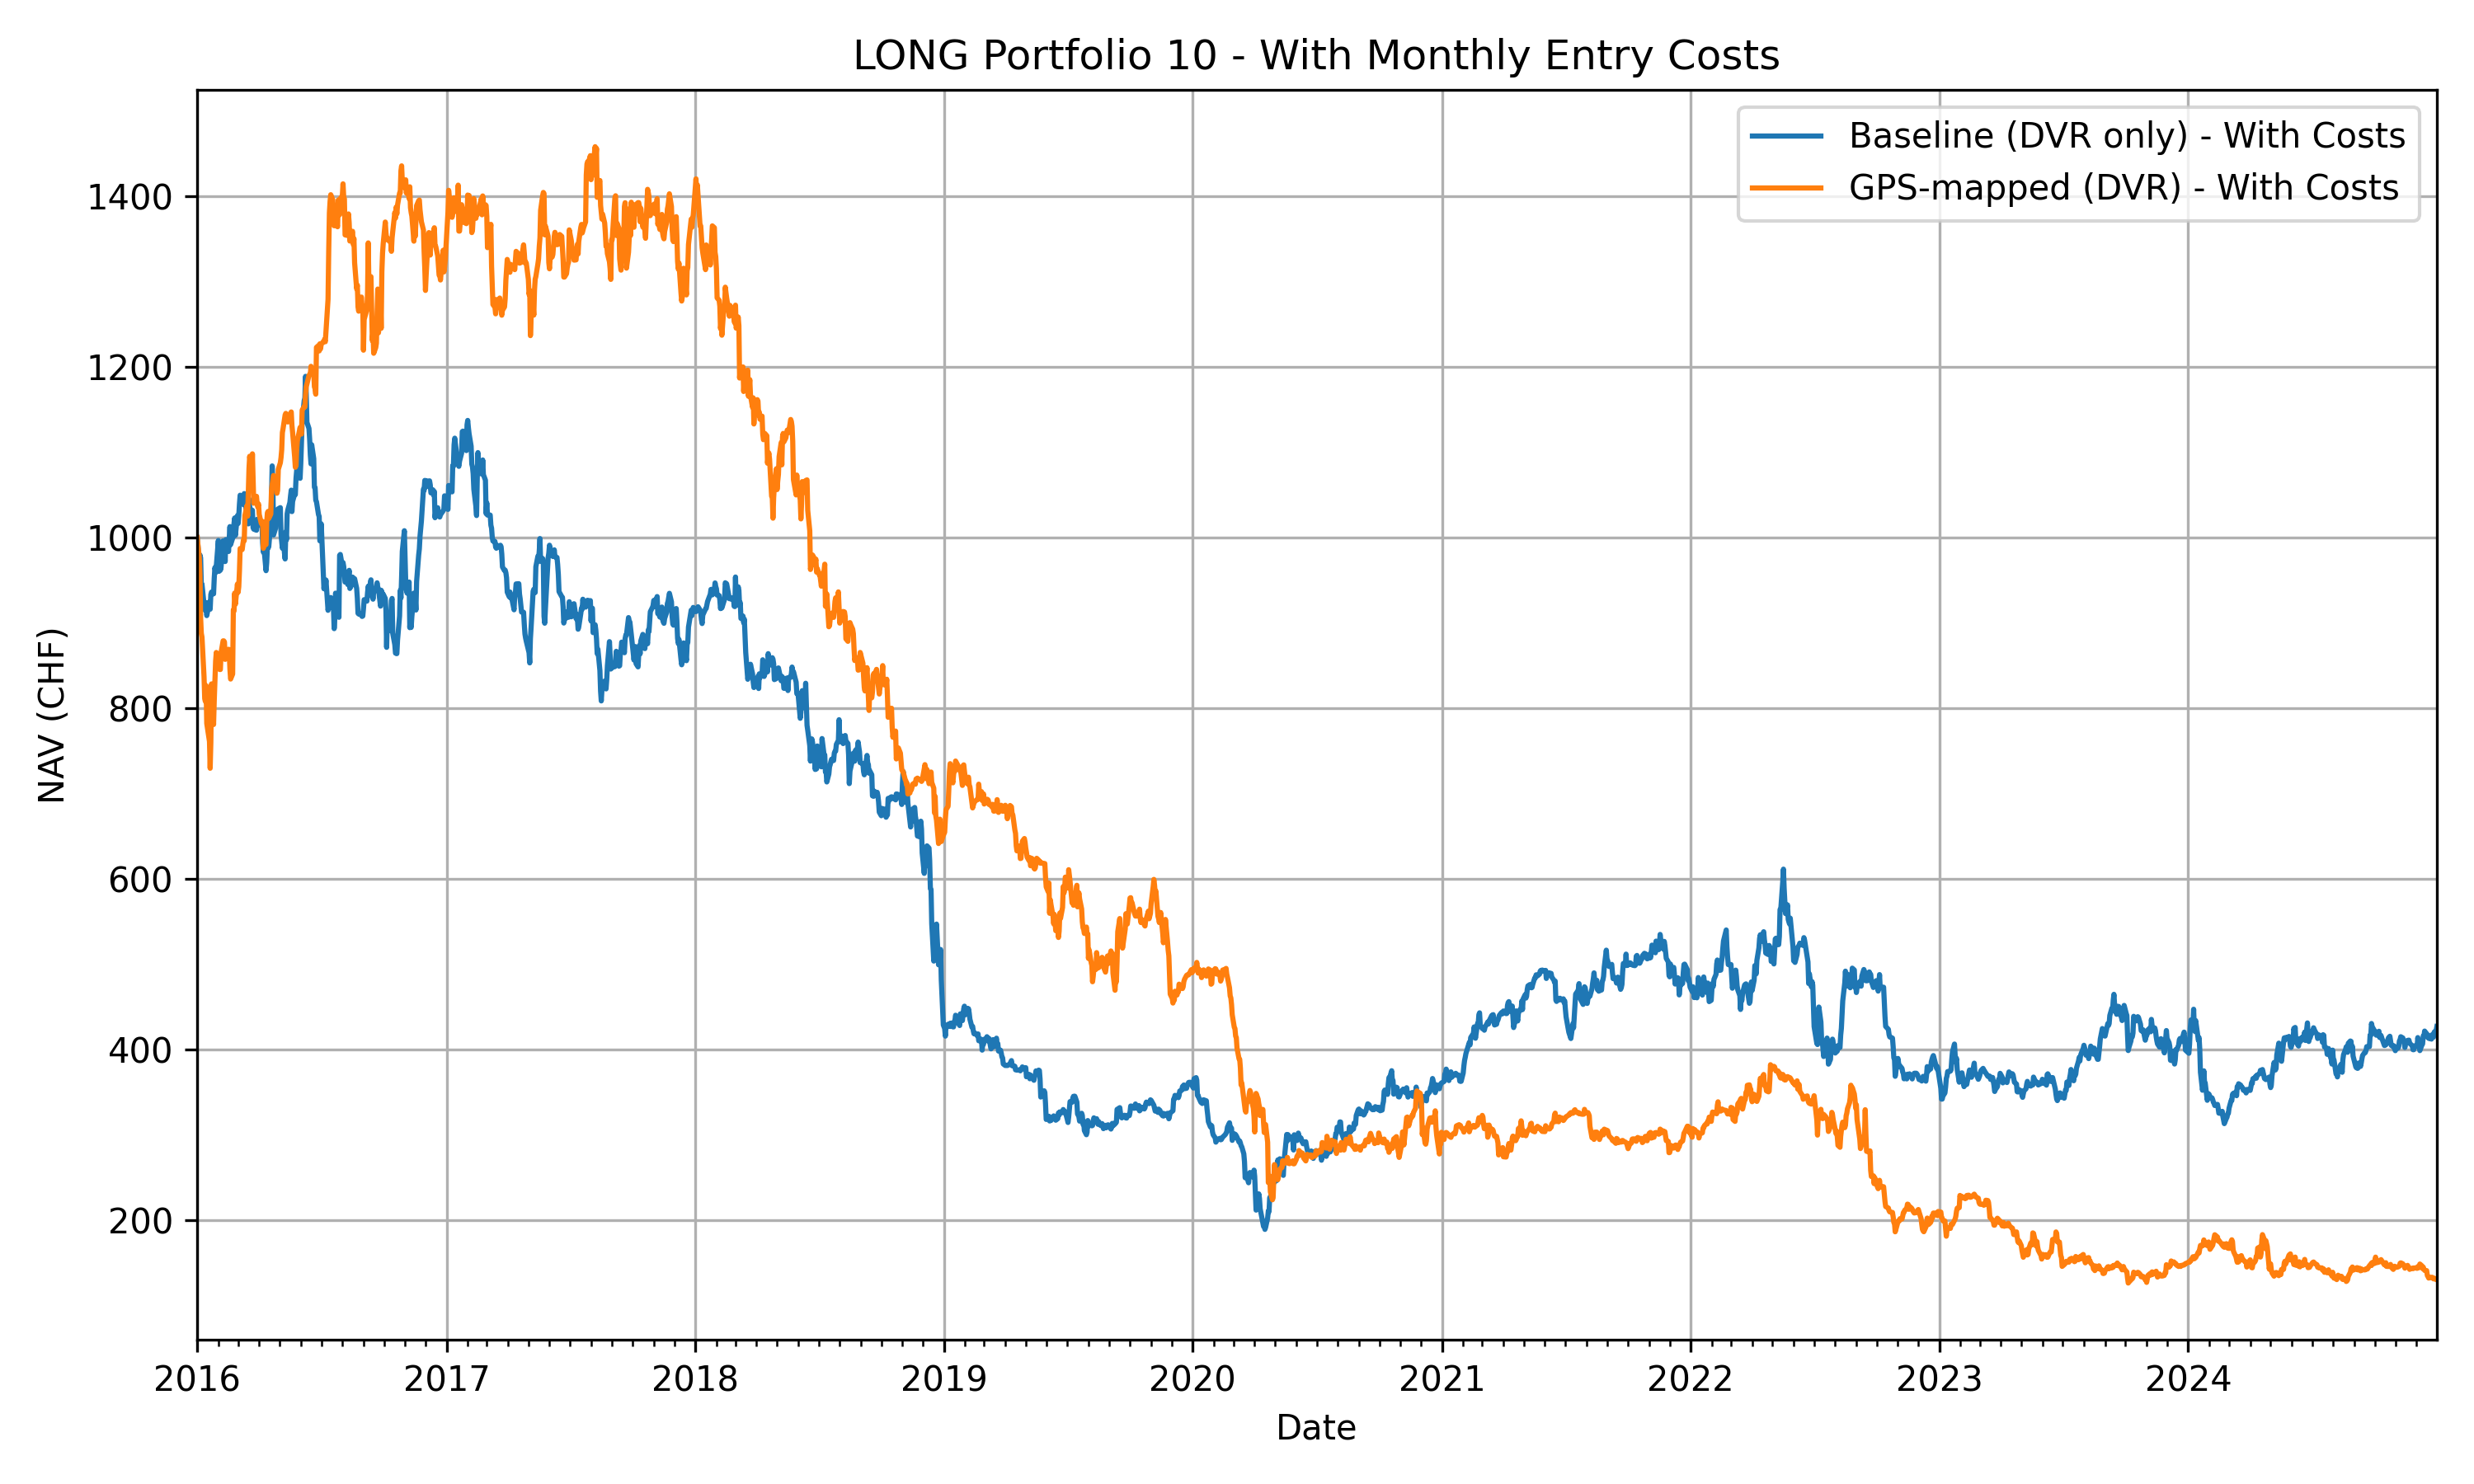 LONG Portfolio 10 - With Monthly Entry Costs
Baseline (DVR only) - With Costs
GPS-mapped (DVR) - With Costs
NAV (CHF)
1400
1200
1000
800
600
400
200
2016 2017 2018 2019 2020 2021 2022 2023 2024
Date